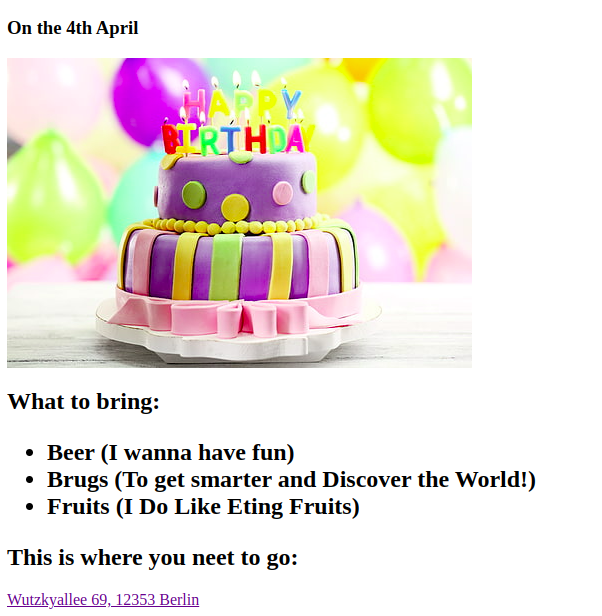 On the 4th April
HAPPY
BIRTHDAY
What to bring:
Beer (I wanna have fun)
Brugs (To get smarter and Discover the World!)
Fruits (I Do Like Eting Fruits)
This is where you neet to go:
Wutzkyallee 69, 12353 Berlin